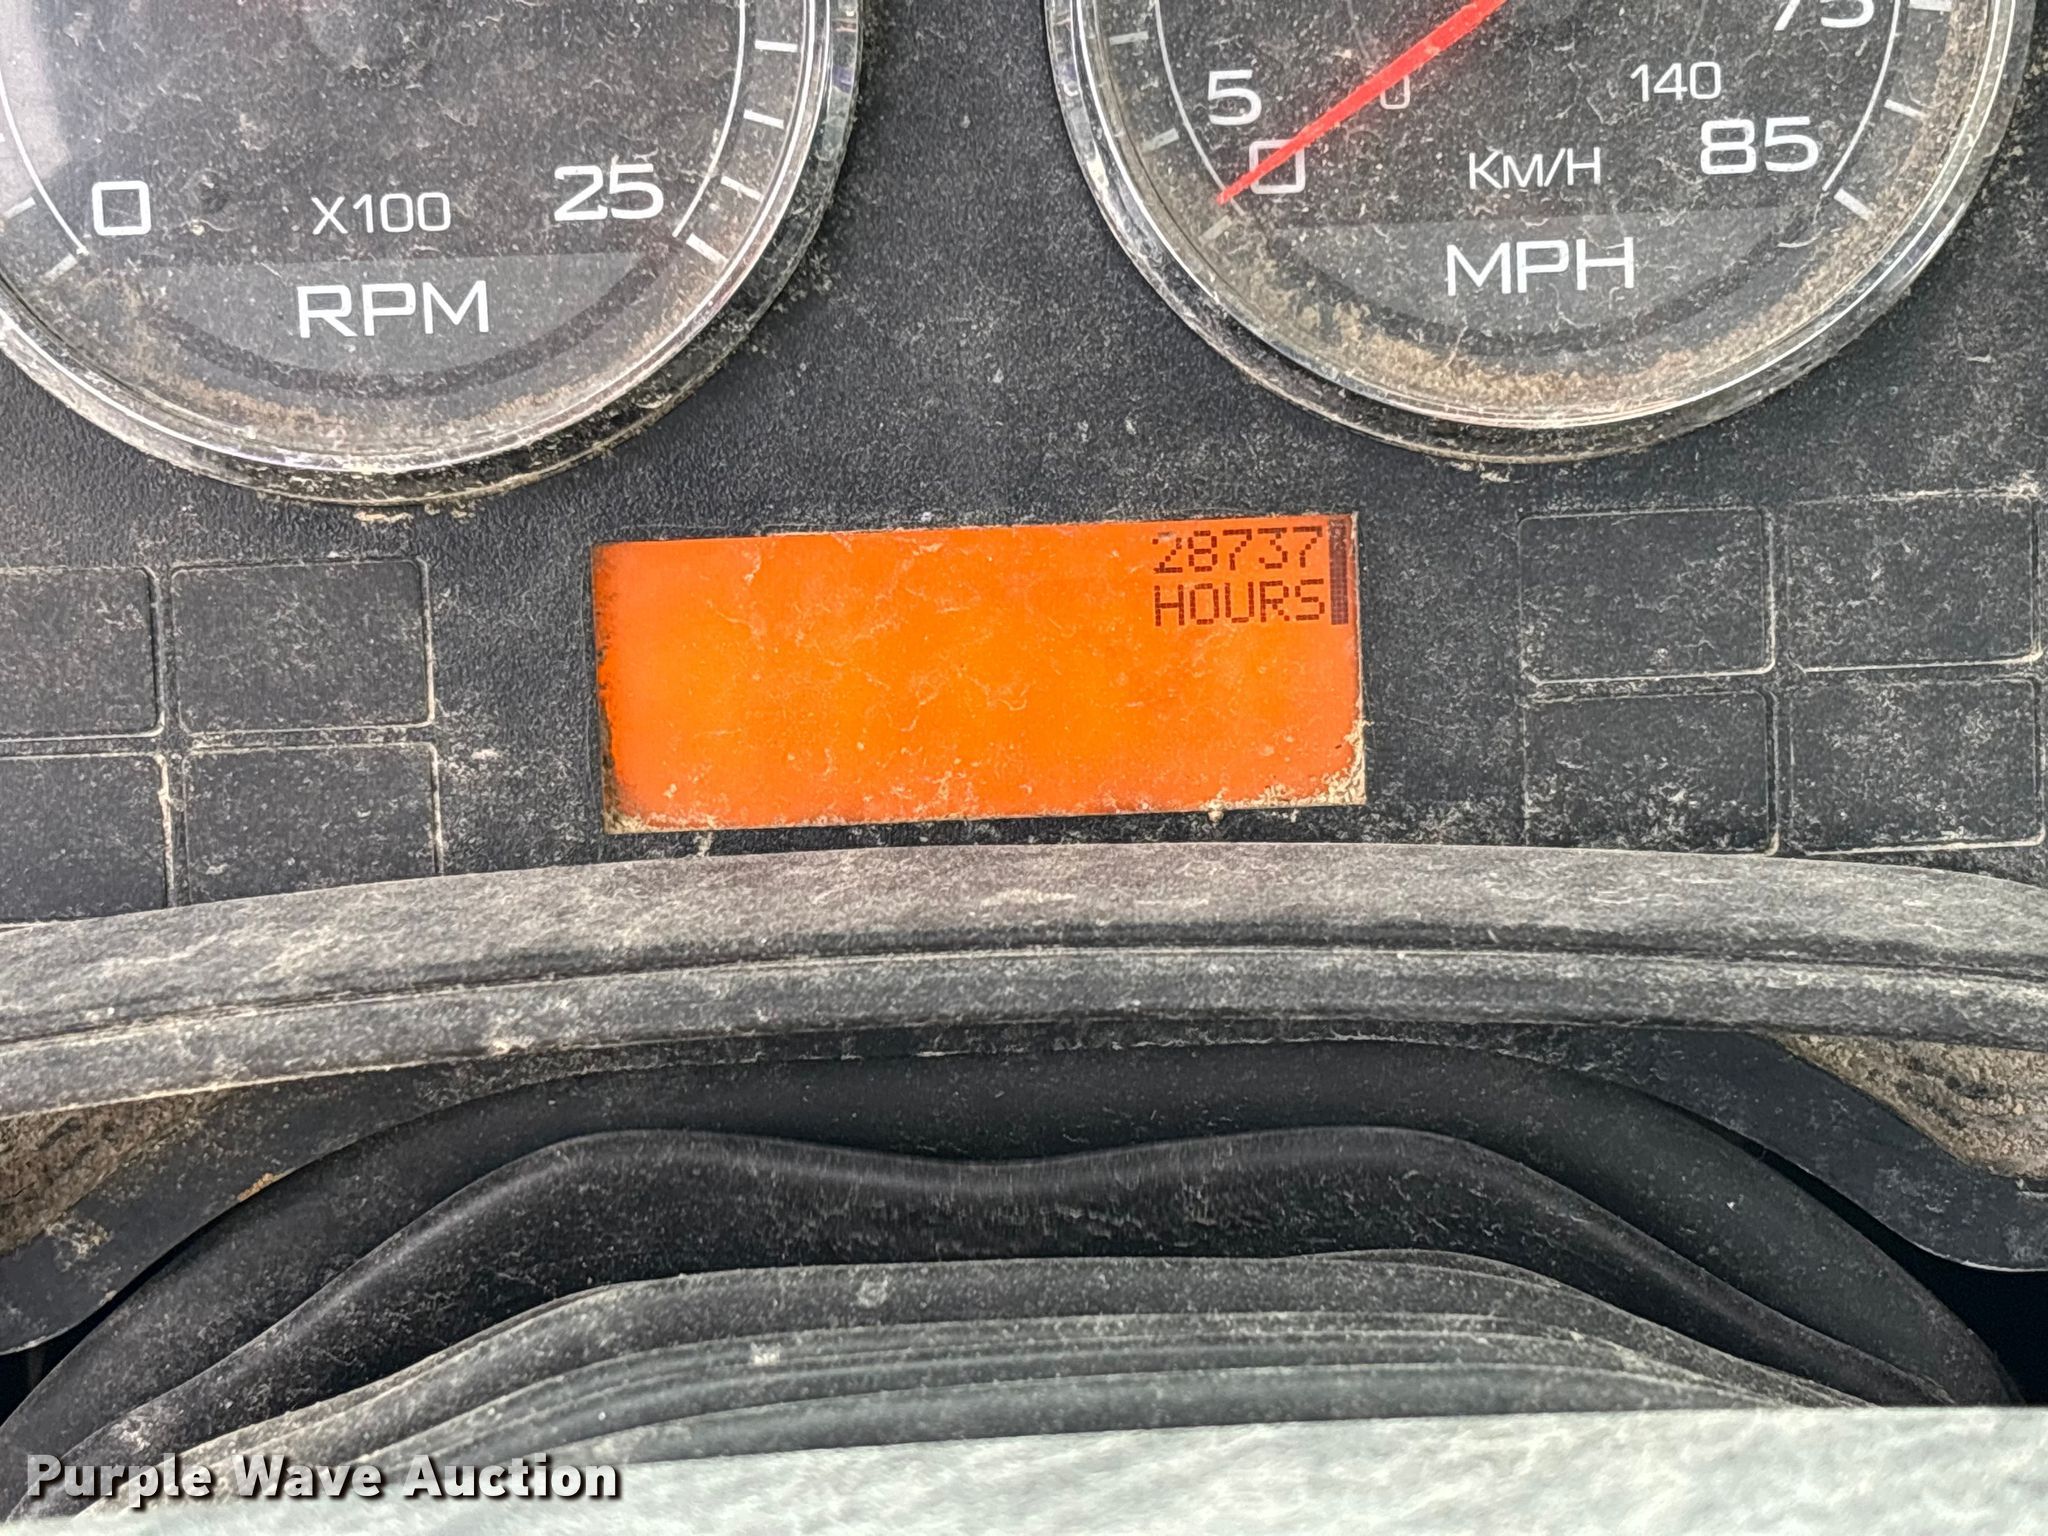 75
5
0
140
0
KM/H
85
MPH
0
X100
25
RPM
28737
HOURS
Purple Wave Auction